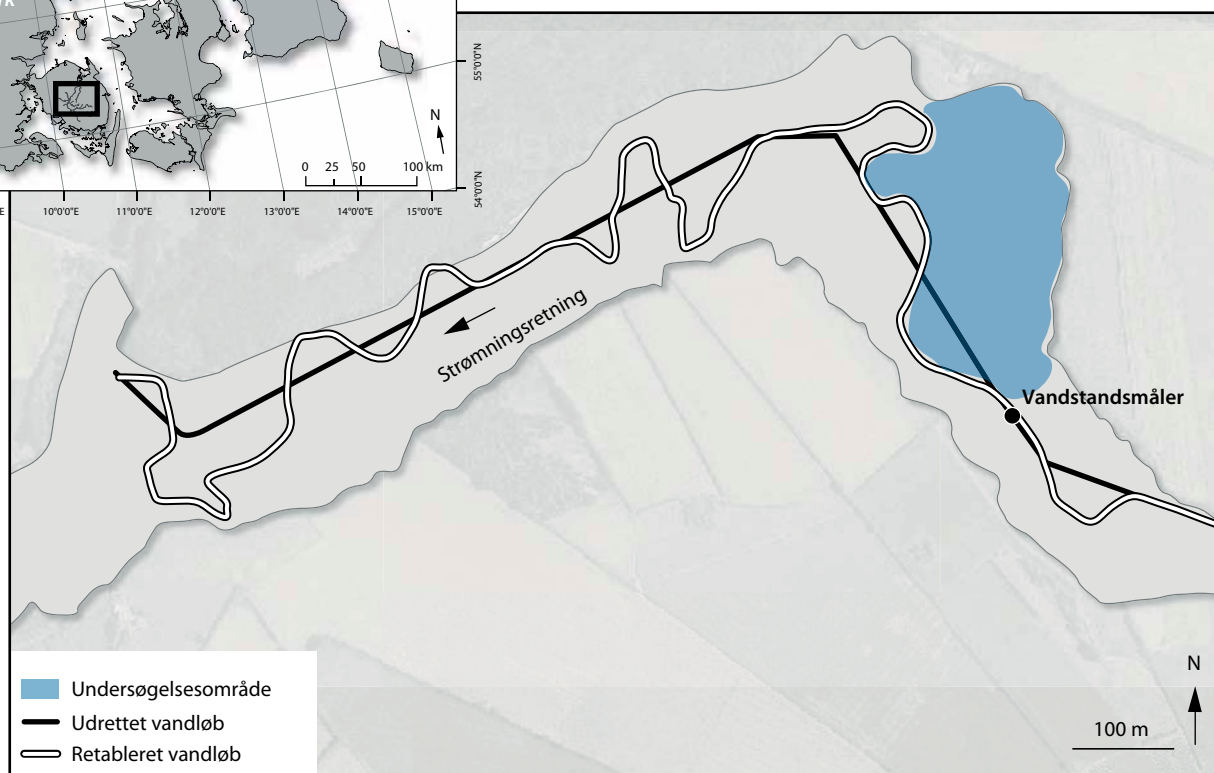 55°0'0"N
54°0'0"N
N
0 25 50 100 km
10°0'0"E 11°0'0"E 12°0'0"E 13°0'0"E 14°0'0"E 15°0'0"E
Strømningsretning
Vandstandsmåler
Undersøgelsesområde
Udrettet vandløb
Retableret vandløb
N
100 m